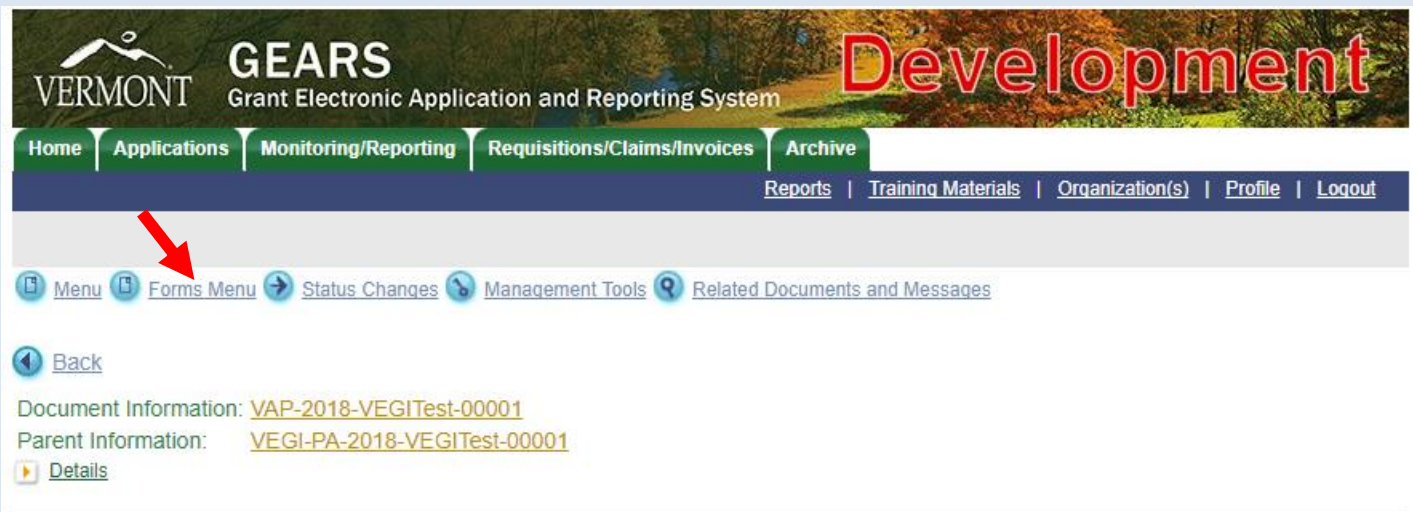 VERMONT
GEARS
Grant Electronic Application and Reporting System
Development
Home Applications Monitoring/Reporting Requisitions/Claims/Invoices Archive
Reports | Training Materials | Organization(s) | Profile | Logout
Menu Forms Menu Status Changes Management Tools Related Documents and Messages
Back
Document Information: VAP-2018-VEGITest-00001
Parent Information: VEGI-PA-2018-VEGITest-00001
Details